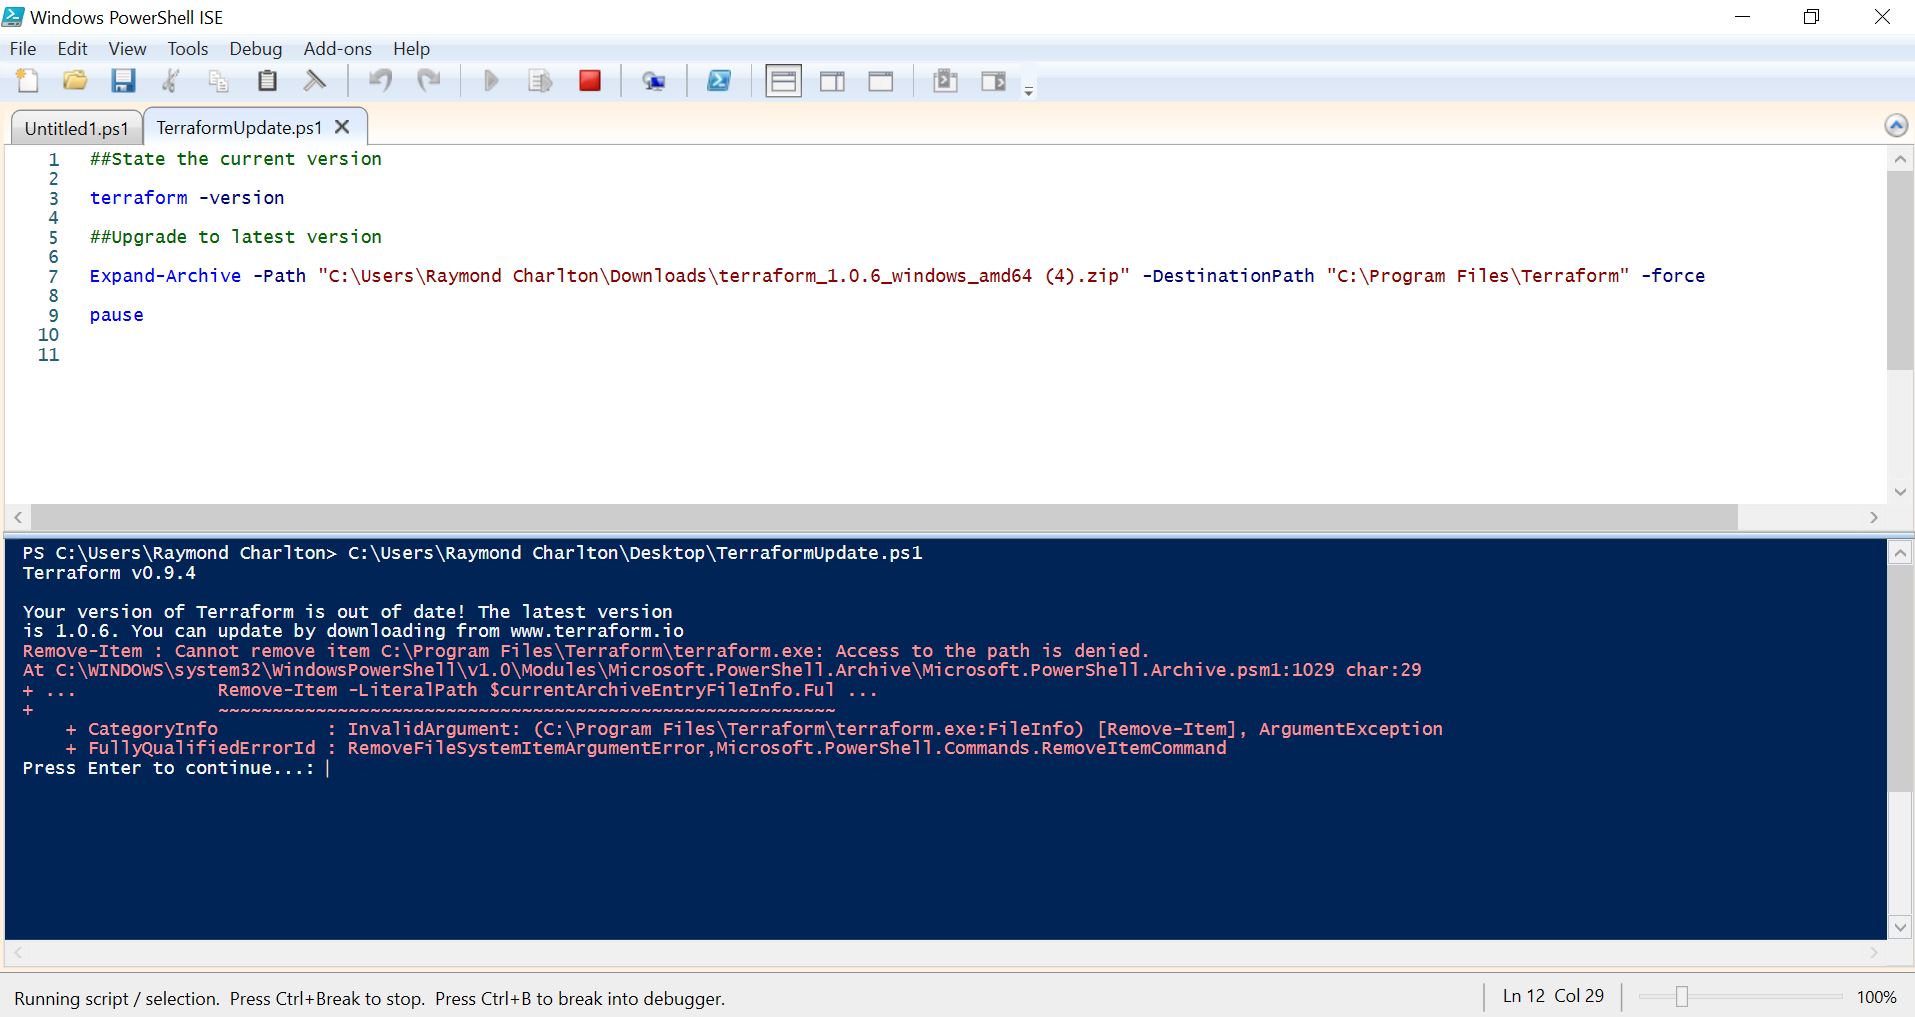 Windows PowerShell ISE
File Edit View Tools Debug Add-ons Help
Untitled1.ps1 TerraformUpdate.ps1
1 ##State the current version
2
3 terraform -version
4
5 ##Upgrade to latest version
6
7 Expand-Archive -Path "C:\Users\Raymond Charlton\Downloads\terraform_1.0.6_windows_amd64 (4).zip" -DestinationPath "C:\Program Files\Terraform" -force
8
9 pause
10
11
PS C:\Users\Raymond Charlton> C:\Users\Raymond Charlton\Desktop\TerraformUpdate.ps1
Terraform v0.9.4
Your version of Terraform is out of date! The latest version
is 1.0.6. You can update by downloading from www.terraform.io
Remove-Item : Cannot remove item C:\Program Files\Terraform\terraform.exe: Access to the path is denied.
At C:\WINDOWS\system32\WindowsPowerShell\v1.0\Modules\Microsoft.PowerShell.Archive\Microsoft.PowerShell.Archive.psm1:1029 char:29
+ ...             Remove-Item -LiteralPath $currentArchiveEntryFileInfo.Ful ...
+                 ~~~~~~~~~~~~~~~~~~~~~~~~~~~~~~~~~~~~~~~~~~~~~~~~~~~~~~~~~
    + CategoryInfo          : InvalidArgument: (C:\Program Files\Terraform\terraform.exe:FileInfo) [Remove-Item], ArgumentException
    + FullyQualifiedErrorId : RemoveFileSystemItemArgumentError,Microsoft.PowerShell.Commands.RemoveItemCommand
Press Enter to continue...:
Running script / selection. Press Ctrl+Break to stop. Press Ctrl+B to break into debugger.
Ln 12 Col 29
100%